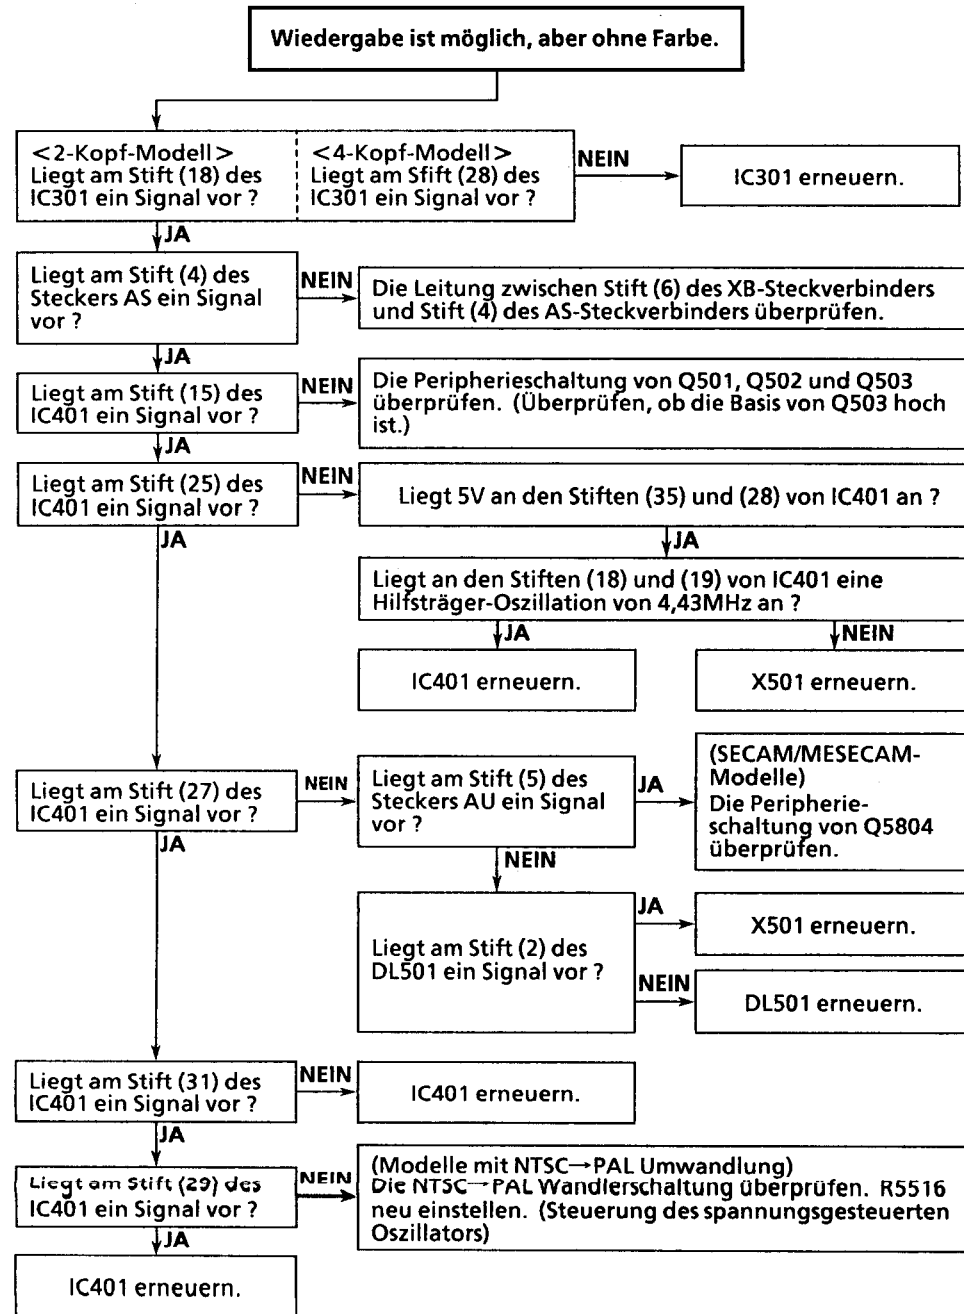 Wiedergabe ist möglich, aber ohne Farbe.
<2-Kopf-Modell>
Liegt am Stift (18) des
IC301 ein Signal vor ?
<4-Kopf-Modell>
Liegt am Sfift (28) des
IC301 ein Signal vor ?
NEIN
IC301 erneuern.
JA
Liegt am Stift (4) des
Steckers AS ein Signal
vor ?
NEIN
Die Leitung zwischen Stift (6) des XB-Steckverbinders
und Stift (4) des AS-Steckverbinders überprüfen.
JA
Liegt am Stift (15) des
IC401 ein Signal vor ?
NEIN
Die Peripherieschaltung von Q501, Q502 und Q503
überprüfen. (Überprüfen, ob die Basis von Q503 hoch
ist.)
JA
Liegt am Stift (25) des
IC401 ein Signal vor ?
NEIN
Liegt 5V an den Stiften (35) und (28) von IC401 an ?
JA
JA
Liegt an den Stiften (18) und (19) von IC401 eine
Hilfsträger-Oszillation von 4,43MHz an ?
JA
NEIN
IC401 erneuern.
X501 erneuern.
Liegt am Stift (27) des
IC401 ein Signal vor ?
NEIN
Liegt am Stift (5) des
Steckers AU ein Signal
vor ?
JA
(SECAM/MESECAM-
Modelle)
Die Peripherie-
schaltung von Q5804
überprüfen.
JA
NEIN
Liegt am Stift (2) des
DL501 ein Signal vor ?
JA
X501 erneuern.
NEIN
DL501 erneuern.
Liegt am Stift (31) des
IC401 ein Signal vor ?
NEIN
IC401 erneuern.
JA
Liegt am Stift (29) des
IC401 ein Signal vor ?
NEIN
(Modelle mit NTSC→PAL Umwandlung)
Die NTSC→PAL Wandlerschaltung überprüfen. R5516
neu einstellen. (Steuerung des spannungsgesteuerten
Oszillators)
JA
IC401 erneuern.